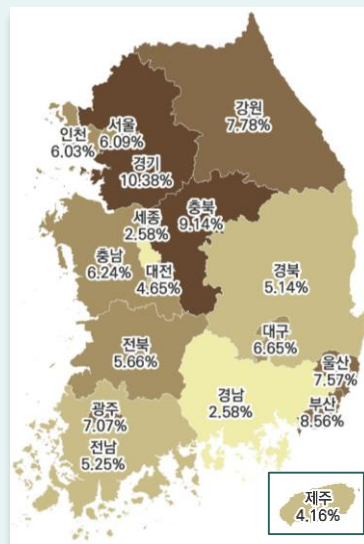 강원
7.78%
서울
6.09%
인천
6.03%
경기
10.38%
충북
9.14%
세종
2.58%
충남
6.24%
대전
4.65%
경북
5.14%
대구
6.65%
전북
5.66%
울산
7.57%
경남
2.58%
부산
8.56%
광주
7.07%
전남
5.25%
제주
4.16%